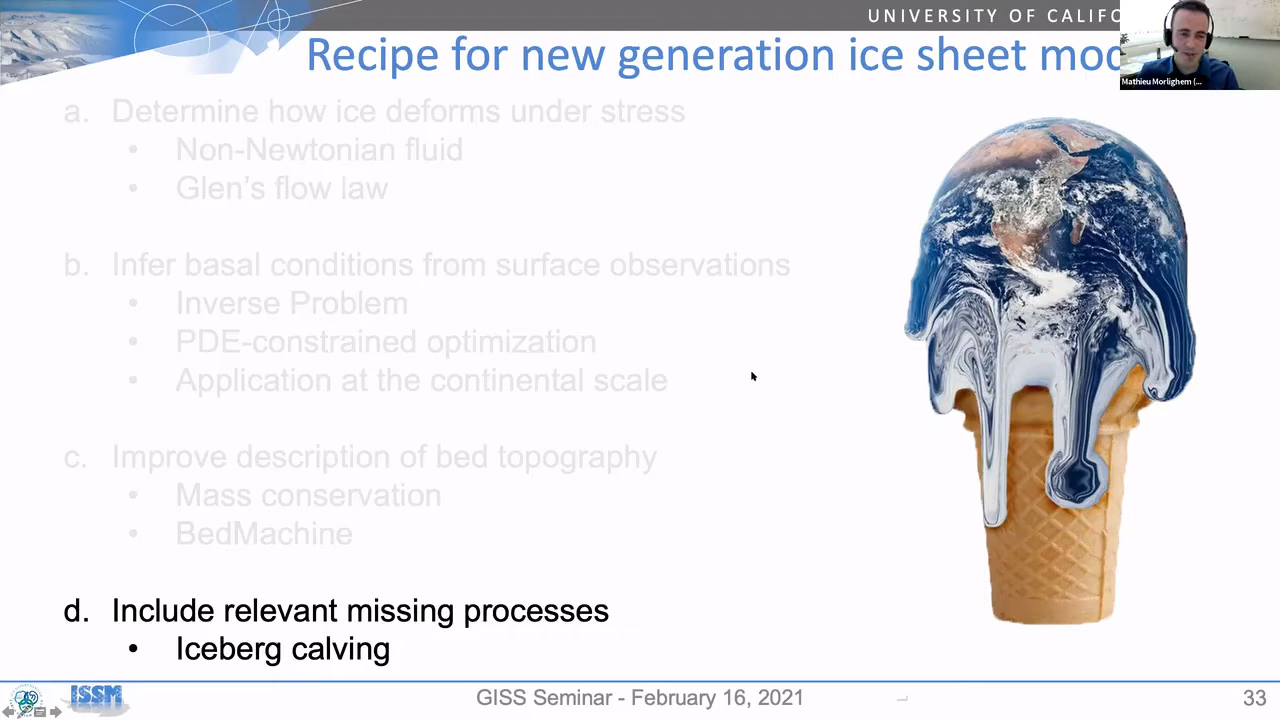 UNIVERSITY OF CALIFO
Recipe for new generation ice sheet mod
Mathieu Morlighem (...
a. Determine how ice deforms under stress
• Non-Newtonian fluid
• Glen's flow law
b. Infer basal conditions from surface observations
• Inverse Problem
• PDE-constrained optimization
• Application at the continental scale
c. Improve description of bed topography
• Mass conservation
• BedMachine
d. Include relevant missing processes
• Iceberg calving
ISSM
GISS Seminar - February 16, 2021
33